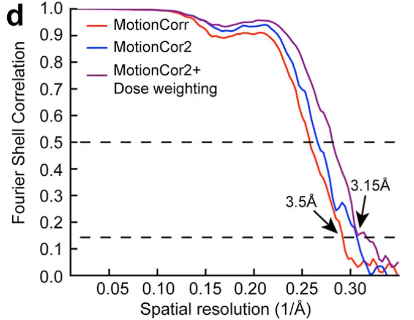 d
1.0
0.9
0.8
0.7
0.6
0.5
0.4
0.3
0.2
0.1
0.0
Fourier Shell Correlation
MotionCorr
MotionCor2
MotionCor2+
Dose weighting
3.5Å
3.15Å
0.05 0.10 0.15 0.20 0.25 0.30
Spatial resolution (1/Å)